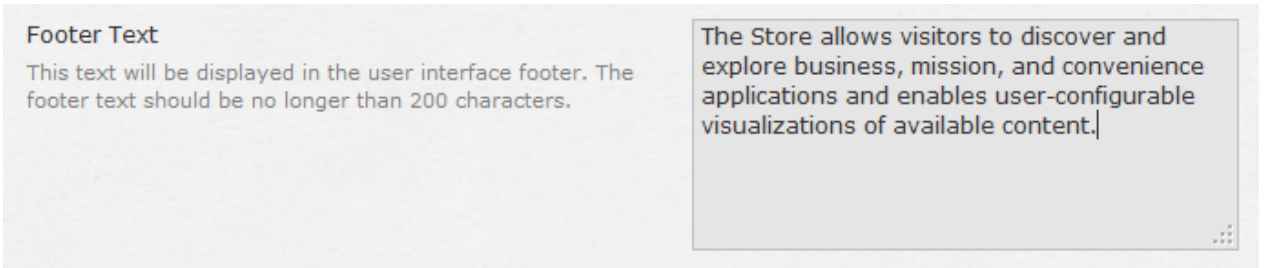 Footer Text
This text will be displayed in the user interface footer. The
footer text should be no longer than 200 characters.
The Store allows visitors to discover and
explore business, mission, and convenience
applications and enables user-configurable
visualizations of available content.